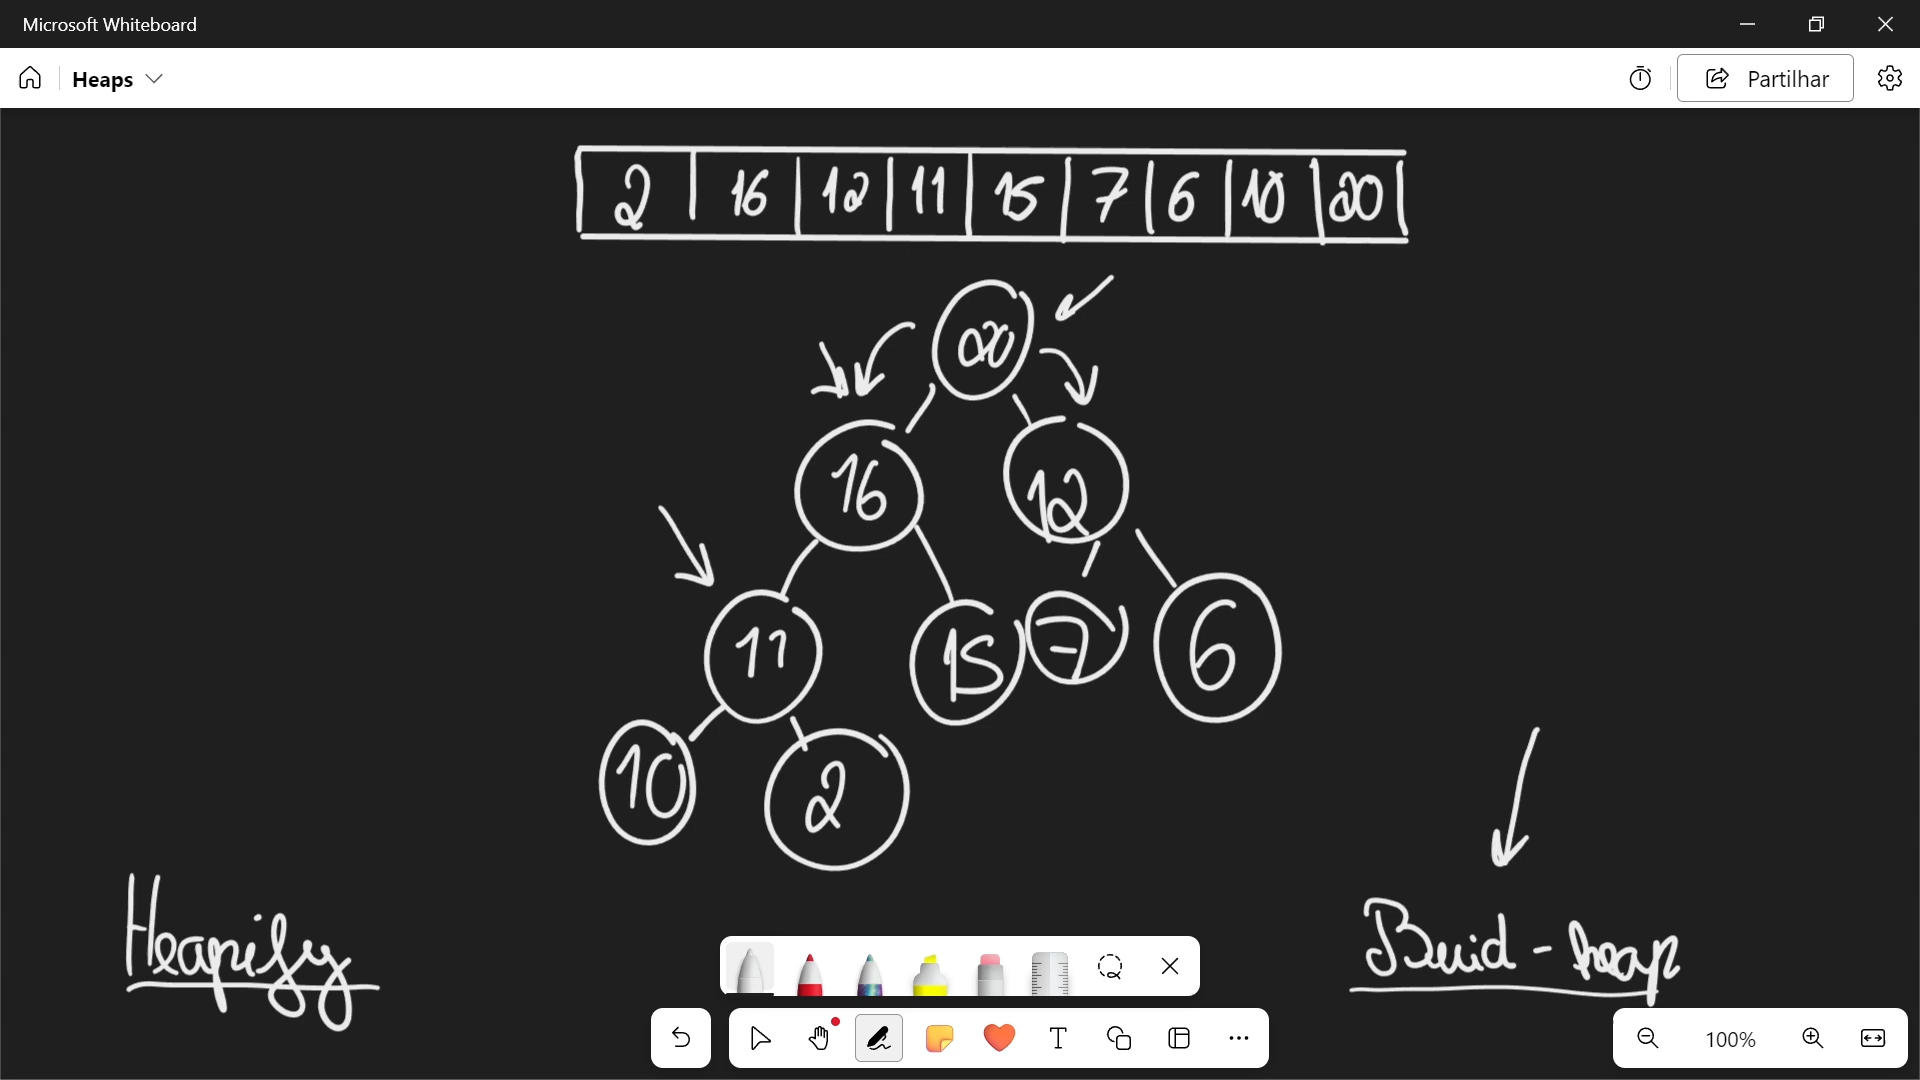 Microsoft Whiteboard
Heaps
Partilhar
2 16 12 11 15 7 6 10 20
20
16 12
11 15 7 6
10 2
Heapify
Buid-heap
100%